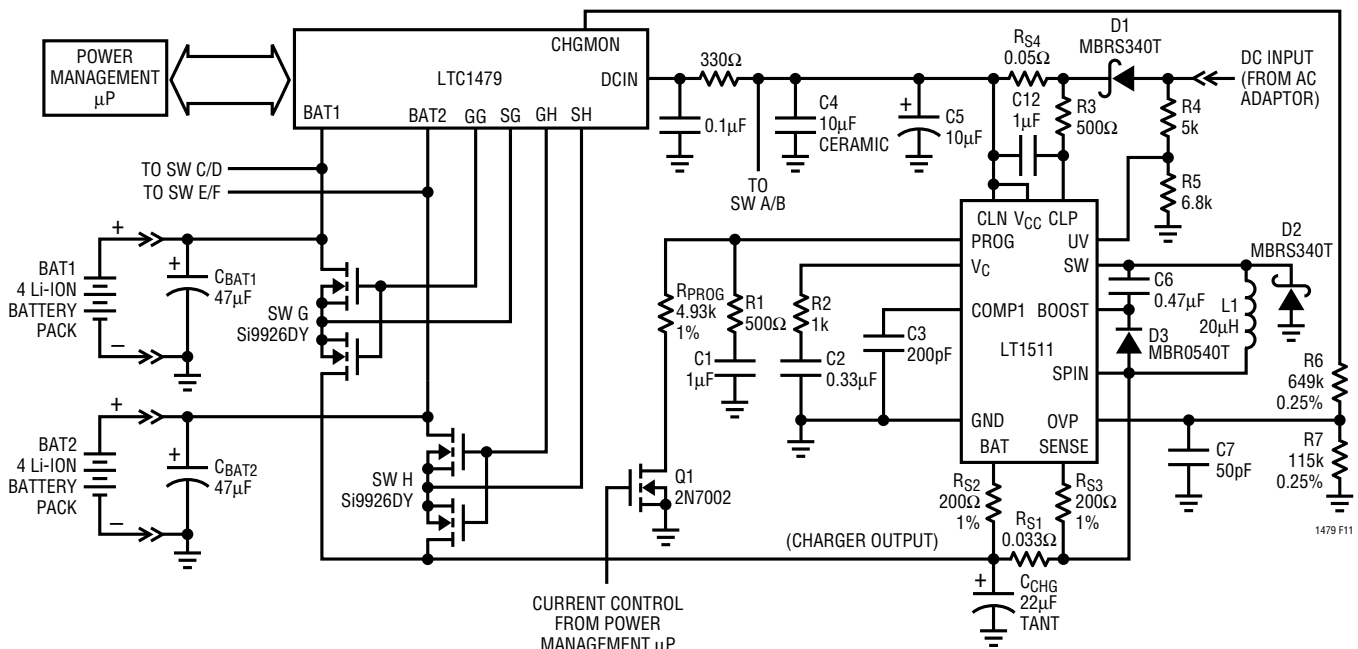 POWER
MANAGEMENT
µP
LTC1479
CHGMON
DCIN
BAT1
BAT2
GG
SG
GH
SH
330Ω
0.1µF
C4
10µF
CERAMIC
TO
SW A/B
C5
10µF
RS4
0.05Ω
C12
1µF
R3
500Ω
D1
MBRS340T
DC INPUT
(FROM AC
ADAPTOR)
R4
5k
R5
6.8k
TO SW C/D
TO SW E/F
+
BAT1
4 Li-ION
BATTERY
PACK
–
+
CBAT1
47µF
SW G
Si9926DY
+
BAT2
4 Li-ION
BATTERY
PACK
–
+
CBAT2
47µF
SW H
Si9926DY
RPROG
4.93k
1%
R1
500Ω
C1
1µF
R2
1k
C2
0.33µF
C3
200pF
Q1
2N7002
CURRENT CONTROL
FROM POWER
MANAGEMENT µP
CLN
VCC
CLP
PROG
UV
VC
SW
COMP1
BOOST
LT1511
SPIN
GND
OVP
BAT
SENSE
C6
0.47µF
D3
MBR0540T
L1
20µH
D2
MBRS340T
R6
649k
0.25%
R7
115k
0.25%
C7
50pF
RS2
200Ω
1%
RS3
200Ω
1%
RS1
0.033Ω
(CHARGER OUTPUT)
+
CCHG
22µF
TANT
1479 F11